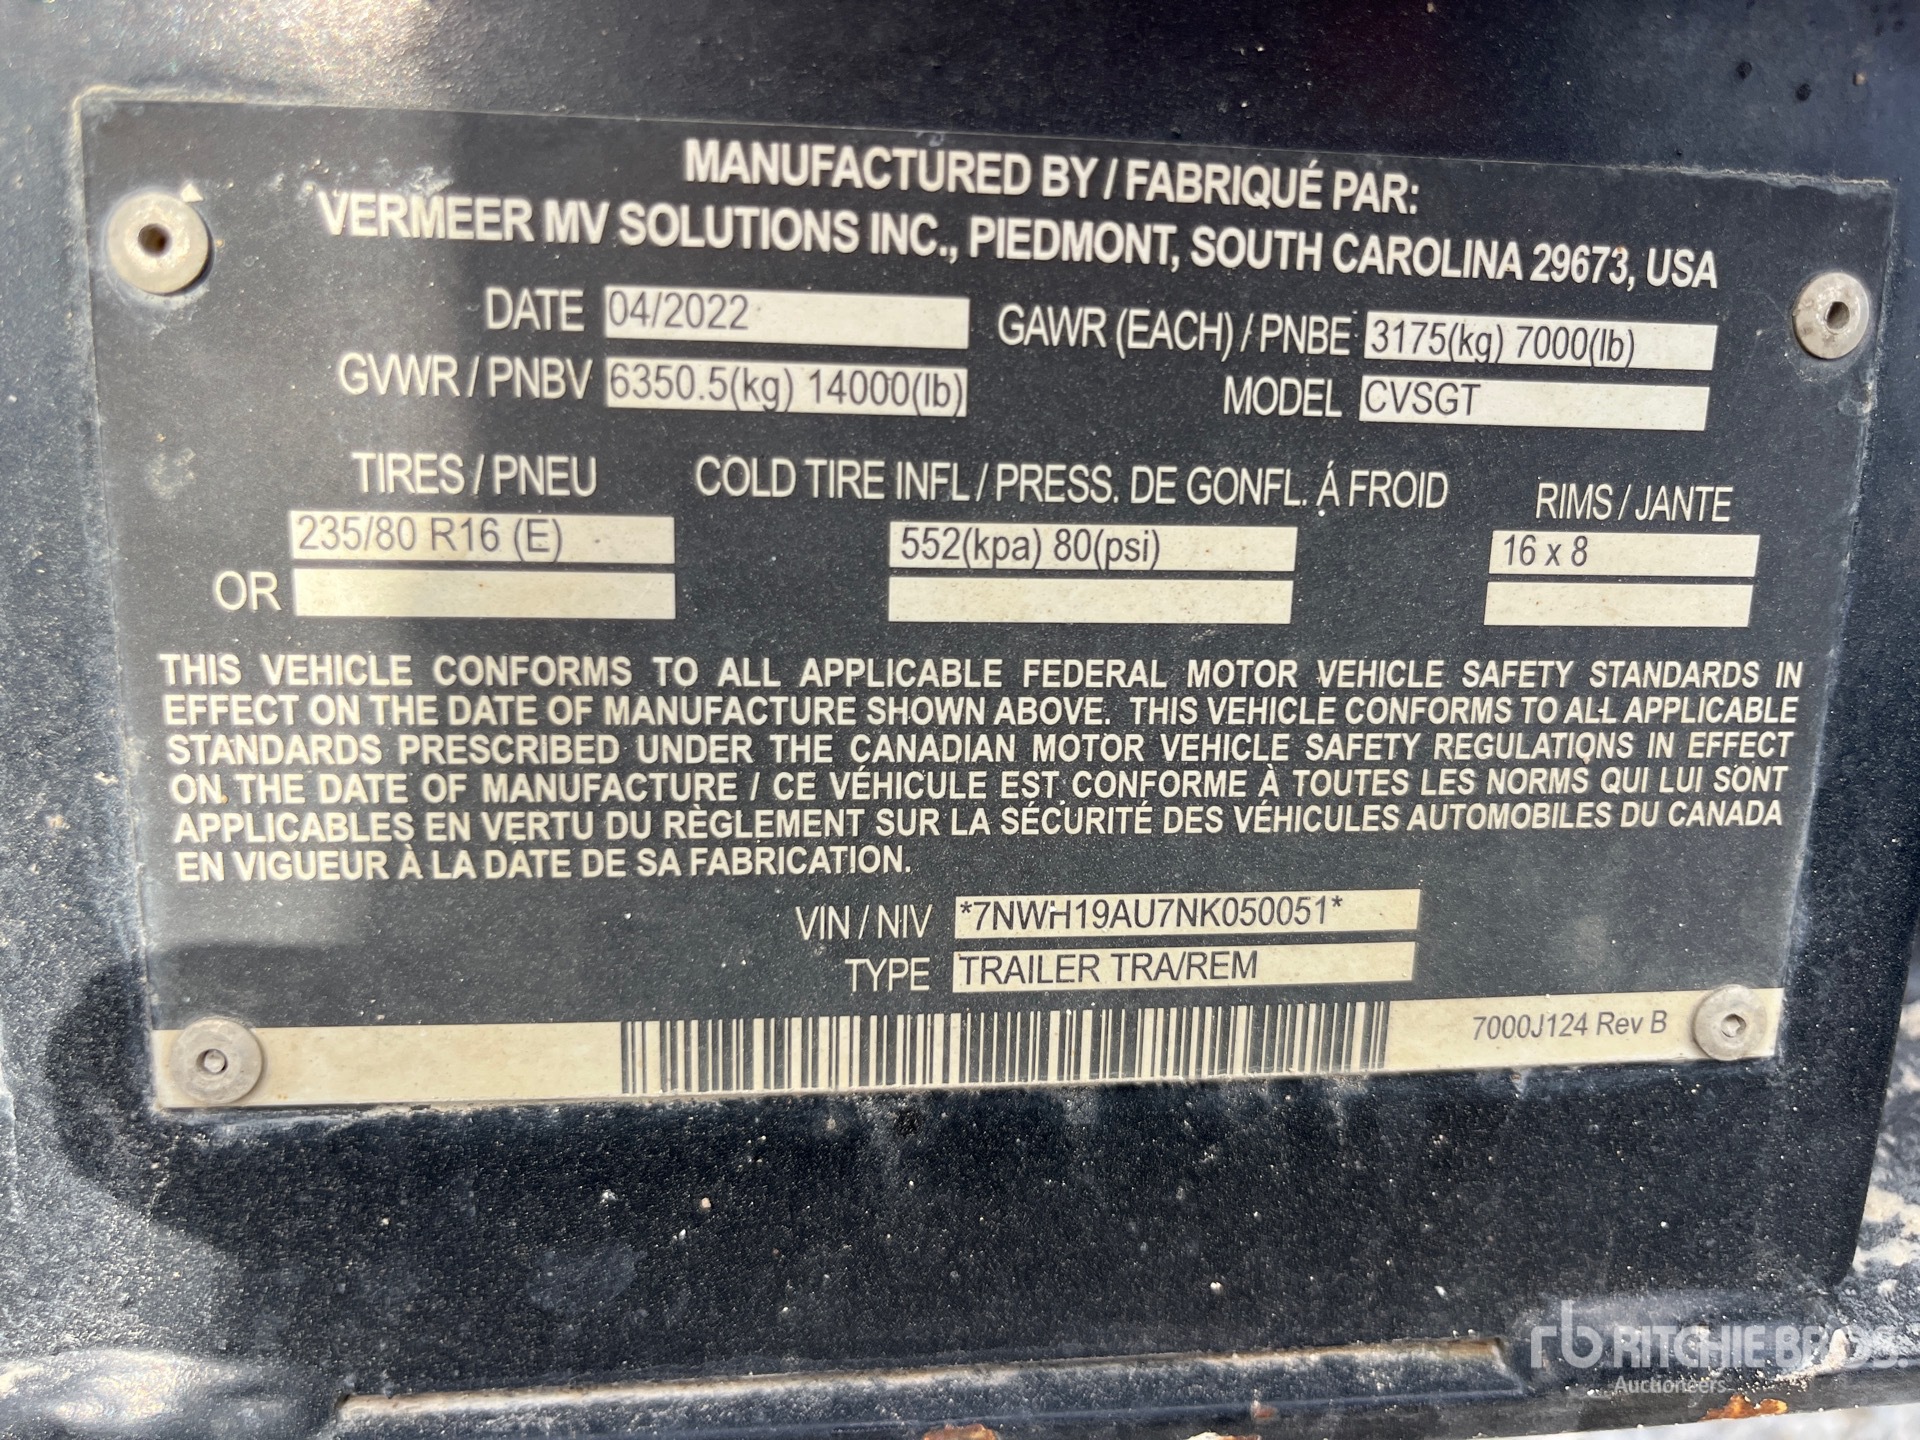 MANUFACTURED BY / FABRIQUÉ PAR:
VERMEER MV SOLUTIONS INC., PIEDMONT, SOUTH CAROLINA 29673, USA
DATE 04/2022 GAWR (EACH) / PNBE 3175(kg) 7000(lb)
GVWR / PNBV 6350.5(kg) 14000(lb) MODEL CVSGT
TIRES / PNEU COLD TIRE INFL / PRESS. DE GONFL. Á FROID RIMS / JANTE
235/80 R16 (E) 552(kpa) 80(psi) 16 x 8
OR
THIS VEHICLE CONFORMS TO ALL APPLICABLE FEDERAL MOTOR VEHICLE SAFETY STANDARDS IN
EFFECT ON THE DATE OF MANUFACTURE SHOWN ABOVE. THIS VEHICLE CONFORMS TO ALL APPLICABLE
STANDARDS PRESCRIBED UNDER THE CANADIAN MOTOR VEHICLE SAFETY REGULATIONS IN EFFECT
ON THE DATE OF MANUFACTURE / CE VÉHICULE EST CONFORME À TOUTES LES NORMS QUI LUI SONT
APPLICABLES EN VERTU DU RÈGLEMENT SUR LA SÉCURITÉ DES VÉHICULES AUTOMOBILES DU CANADA
EN VIGUEUR À LA DATE DE SA FABRICATION.
VIN / NIV *7NWH19AU7NK050051*
TYPE TRAILER TRA/REM
7000J124 Rev B
rb RITCHIE BROS.
Auctioneers